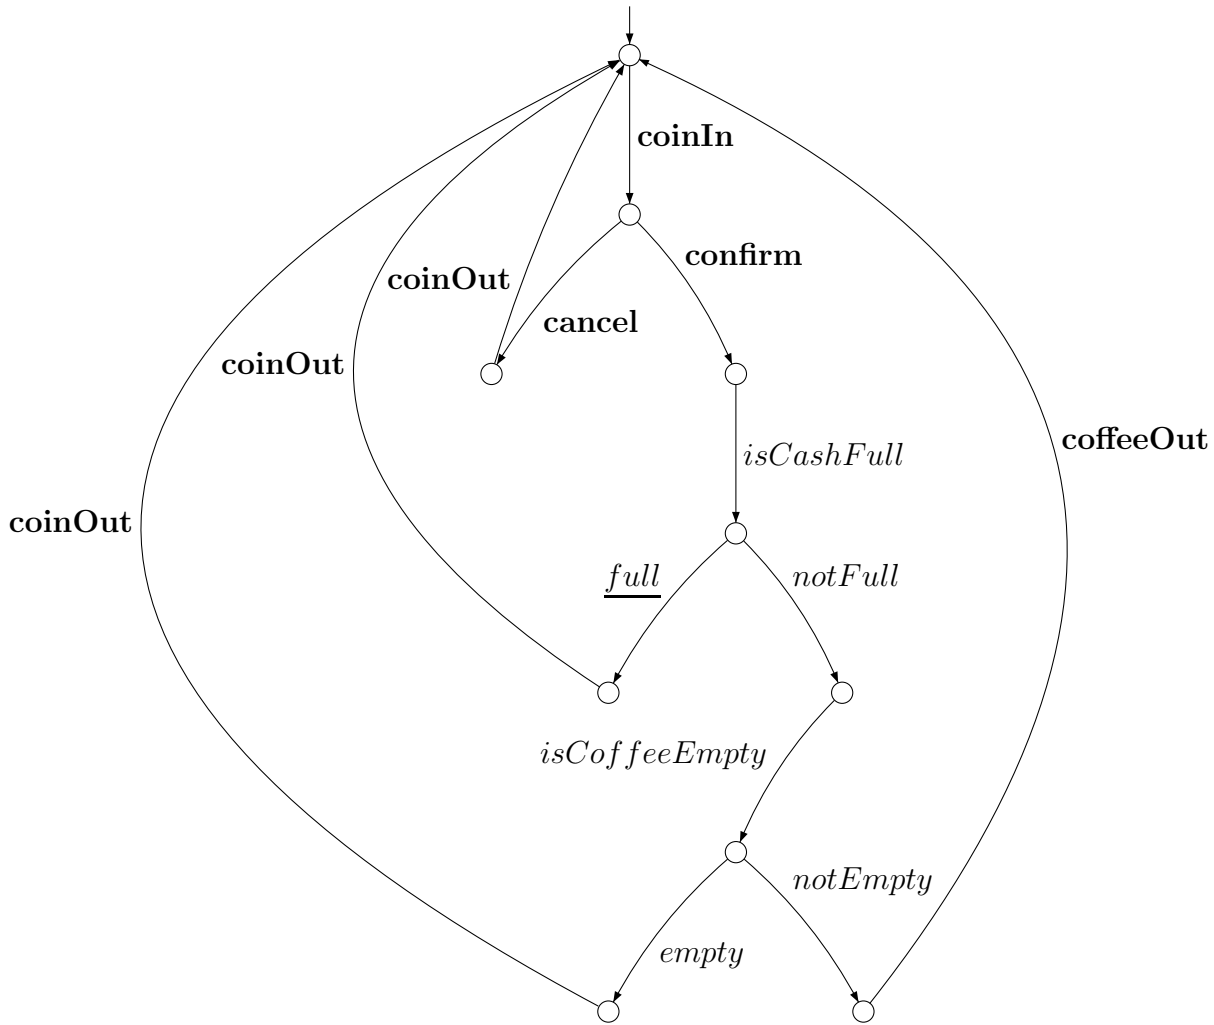 coinIn
confirm
coinOut
cancel
coinOut
coffeeOut
isCashFull
coinOut
full
notFull
isCoffeeEmpty
notEmpty
empty